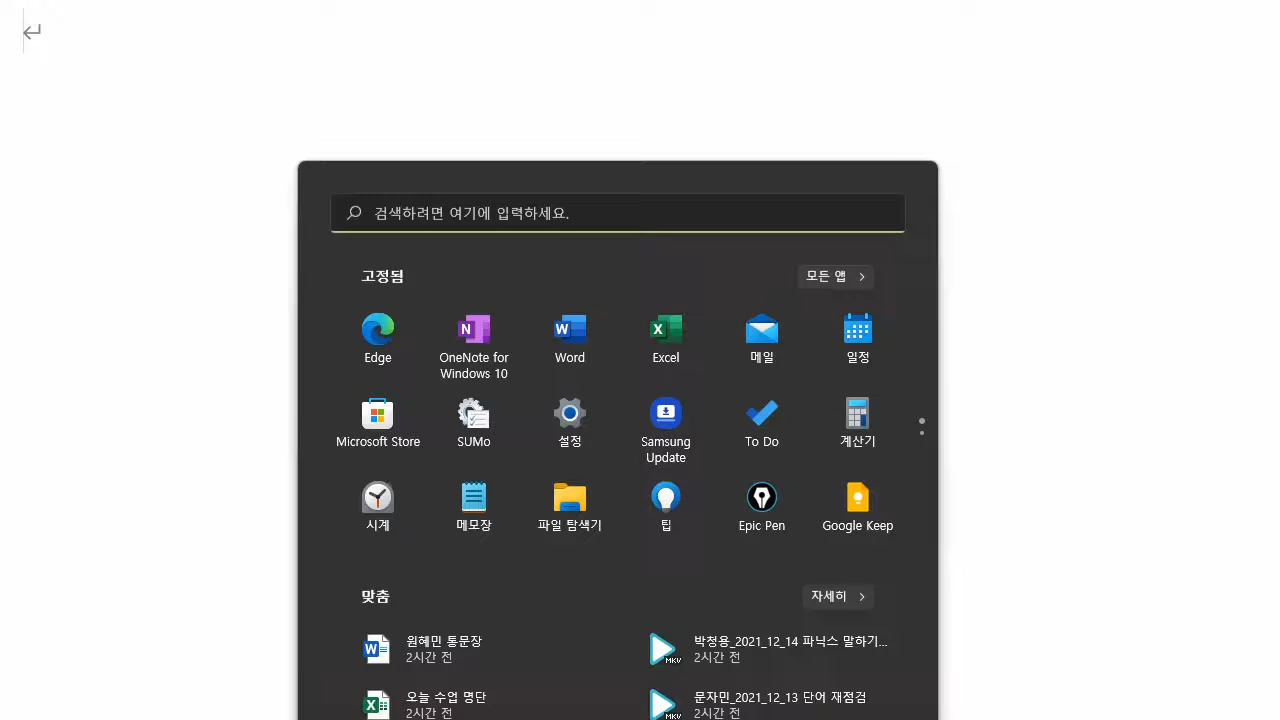 검색하려면 여기에 입력하세요.
고정됨
모든 앱
Edge
OneNote for
Windows 10
Word
Excel
메일
일정
Microsoft Store
SUMo
설정
Samsung
Update
To Do
계산기
시계
메모장
파일 탐색기
팁
Epic Pen
Google Keep
맞춤
자세히
원혜민 통문장
2시간 전
박청용_2021_12_14 파닉스 말하기...
2시간 전
오늘 수업 명단
2시간 전
문자민_2021_12_13 단어 재점검
2시간 전